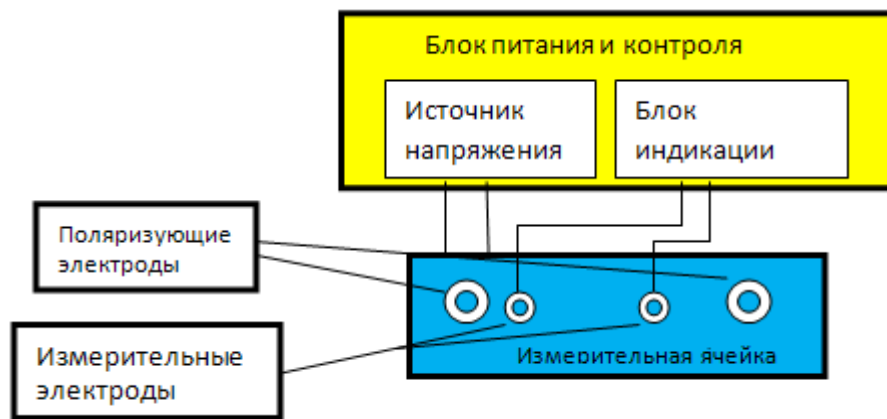 Блок питания и контроля
Источник
напряжения
Блок
индикации
Поляризующие
электроды
Измерительные
электроды
Измерительная ячейка